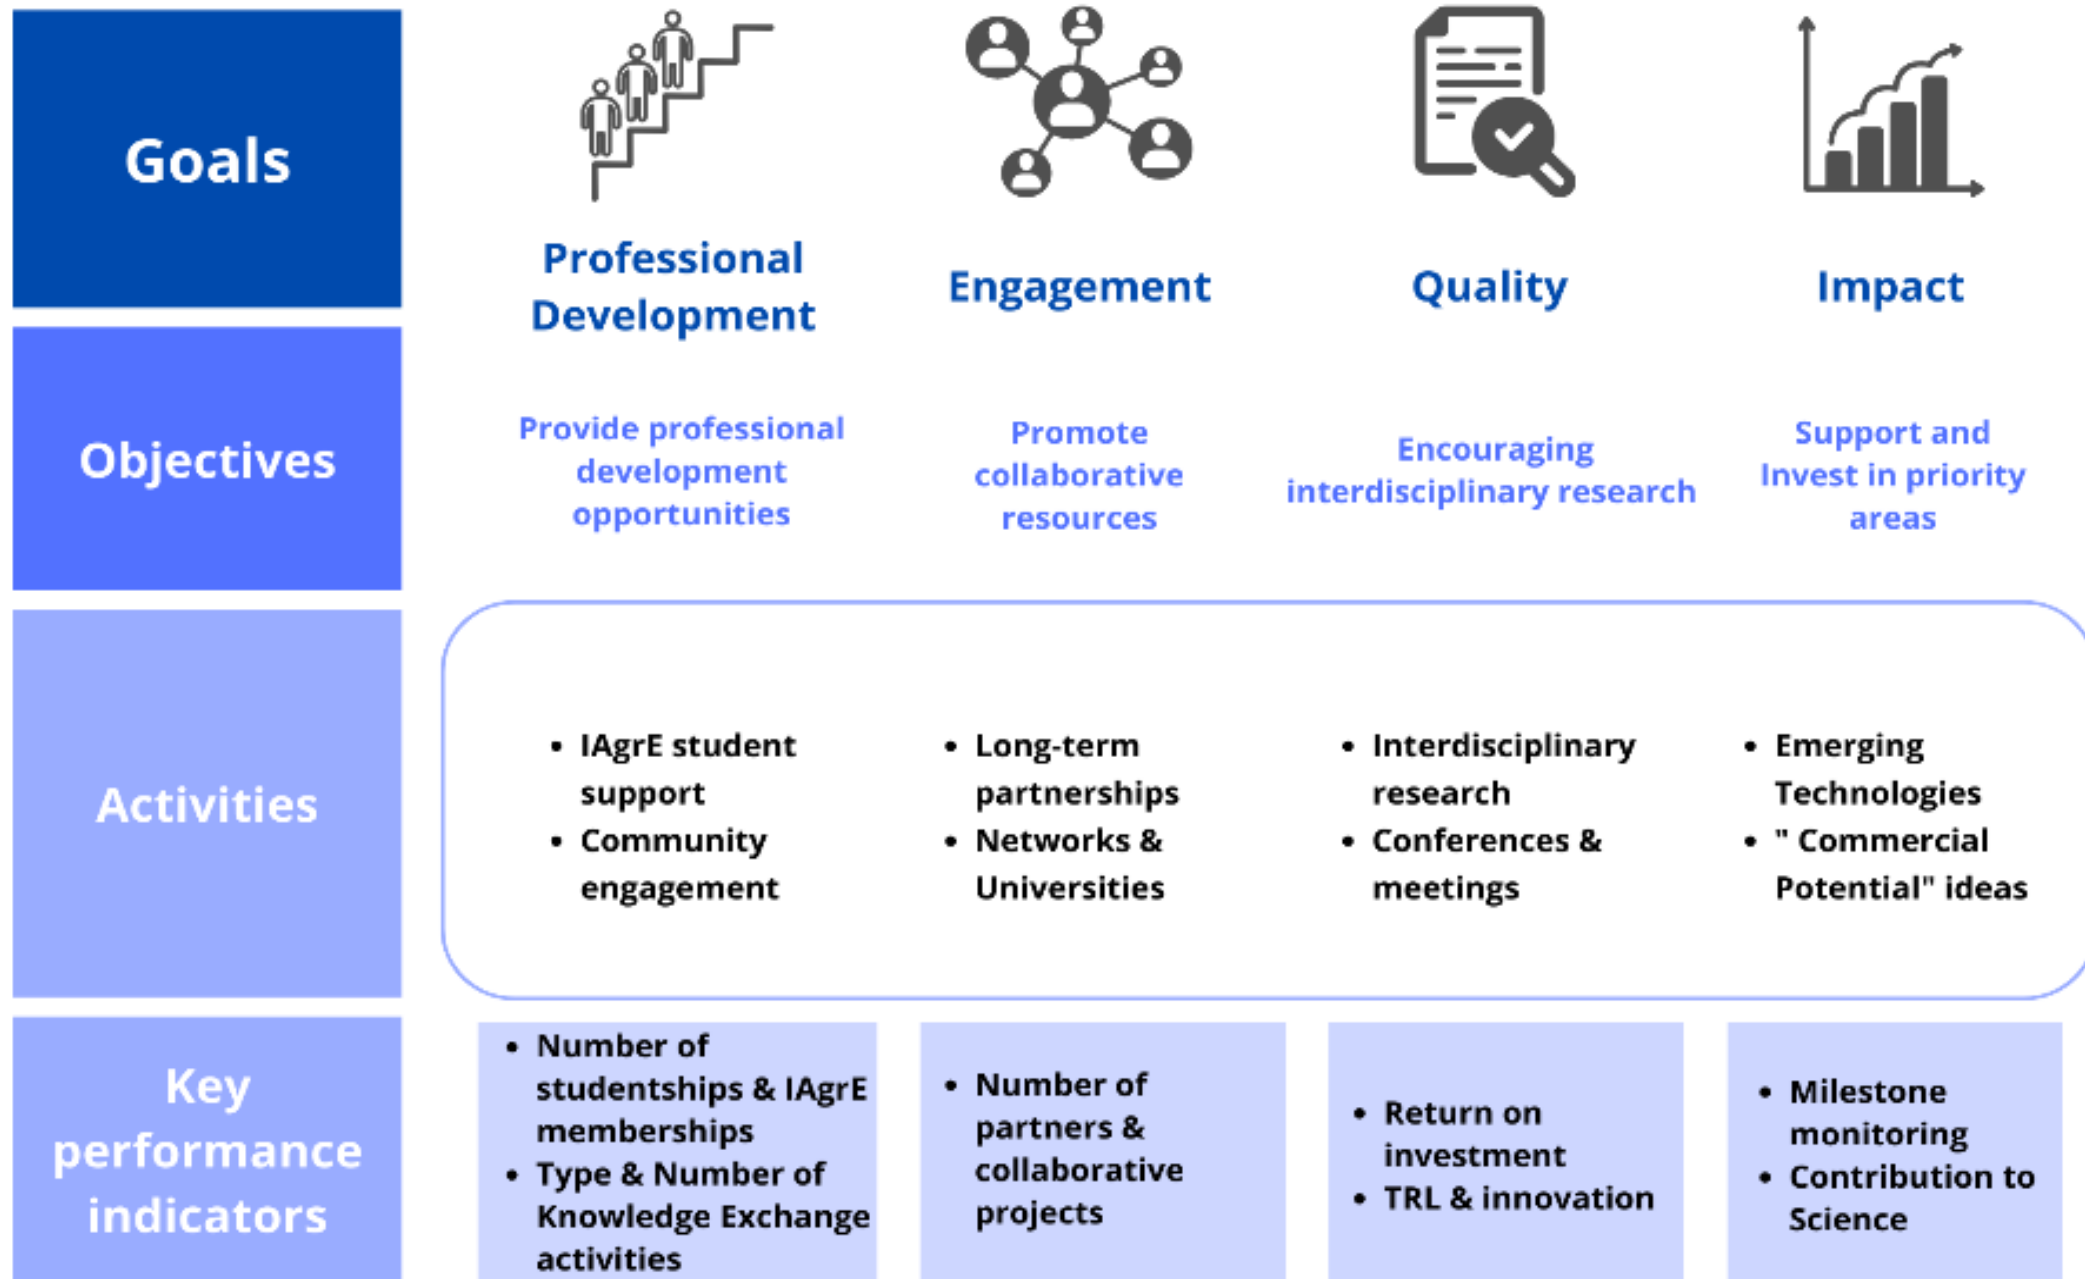 Goals
Professional
Development
Engagement
Quality
Impact
Objectives
Provide professional
development
opportunities
Promote
collaborative
resources
Encouraging
interdisciplinary research
Support and
Invest in priority
areas
Activities
• IAgrE student
support
• Community
engagement
• Long-term
partnerships
• Networks &
Universities
• Interdisciplinary
research
• Conferences &
meetings
• Emerging
Technologies
• " Commercial
Potential" ideas
Key
performance
indicators
• Number of
studentships & IAgrE
memberships
• Type & Number of
Knowledge Exchange
activities
• Number of
partners &
collaborative
projects
• Return on
investment
• TRL & innovation
• Milestone
monitoring
• Contribution to
Science